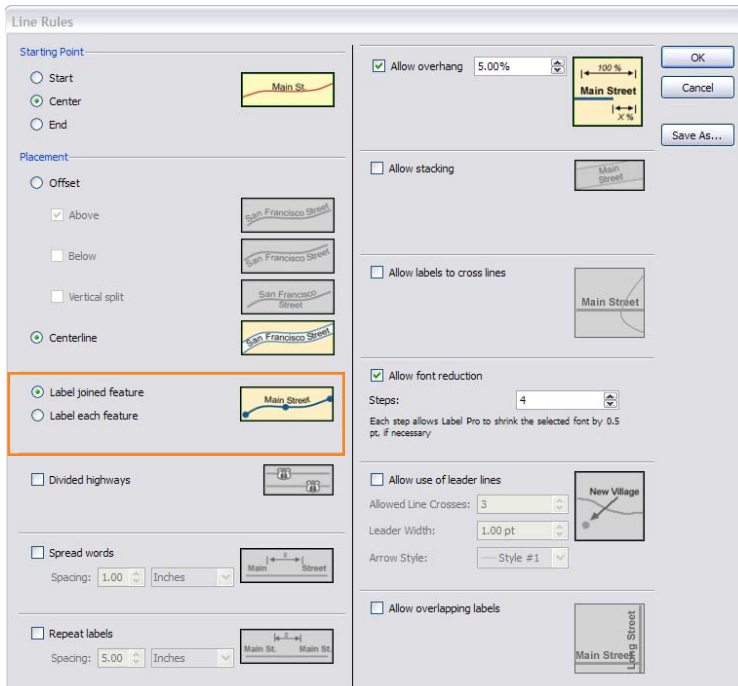 Line Rules
Starting Point
Start
Center
End
Main St.
Placement
Offset
Above
San Francisco Street
Below
San Francisco Street
Vertical split
San Francisco
Street
Centerline
San Francisco Street
Label joined feature
Label each feature
Main Street
Divided highways
Spread words
Spacing: 1.00 Inches
Main Street
Repeat labels
Spacing: 5.00 Inches
Main St. Main St.
Allow overhang 5.00%
100 %
Main Street
X %
Allow stacking
Main
Street
Allow labels to cross lines
Main Street
Allow font reduction
Steps: 4
Each step allows Label Pro to shrink the selected font by 0.5
pt, if necessary
Allow use of leader lines
Allowed Line Crosses: 3
Leader Width: 1.00 pt
Arrow Style: Style #1
New Village
Allow overlapping labels
Main Street
Long Street
OK
Cancel
Save As...